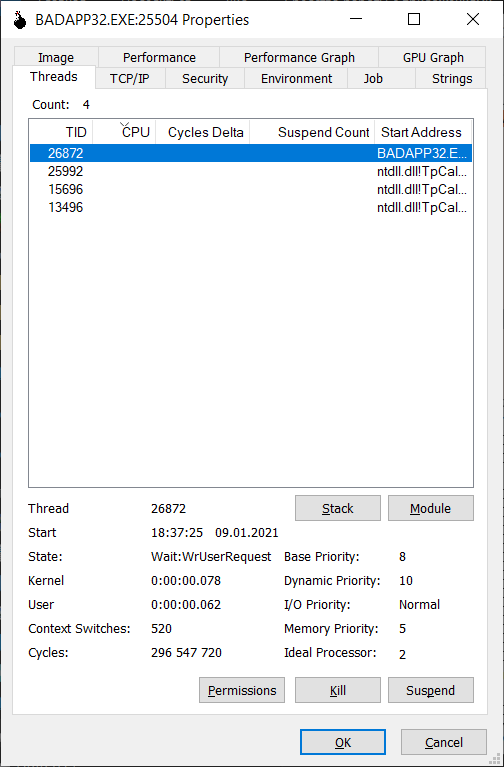 BADAPP32.EXE:25504 Properties
Image Performance Performance Graph GPU Graph
Threads TCP/IP Security Environment Job Strings
Count: 4
TID CPU Cycles Delta Suspend Count Start Address
26872 BADAPP32.E...
25992 ntdll.dll!TpCal...
15696 ntdll.dll!TpCal...
13496 ntdll.dll!TpCal...
Thread 26872 Stack Module
Start 18:37:25 09.01.2021
State: Wait:WrUserRequest Base Priority: 8
Kernel 0:00:00.078 Dynamic Priority: 10
User 0:00:00.062 I/O Priority: Normal
Context Switches: 520 Memory Priority: 5
Cycles: 296 547 720 Ideal Processor: 2
Permissions Kill Suspend
OK Cancel